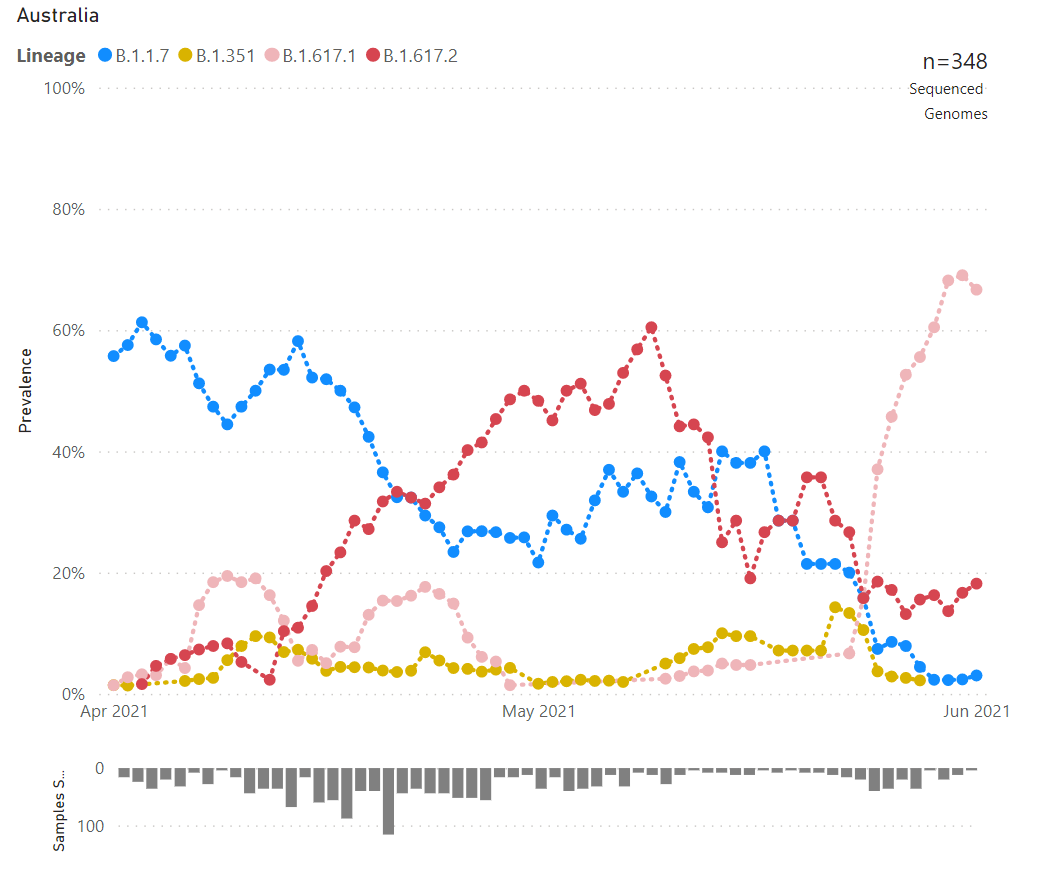 Australia
Lineage B.1.1.7 B.1.351 B.1.617.1 B.1.617.2
n=348
Sequenced
Genomes
100%
80%
60%
40%
20%
0%
Prevalence
Apr 2021 May 2021 Jun 2021
0
100
Samples S...